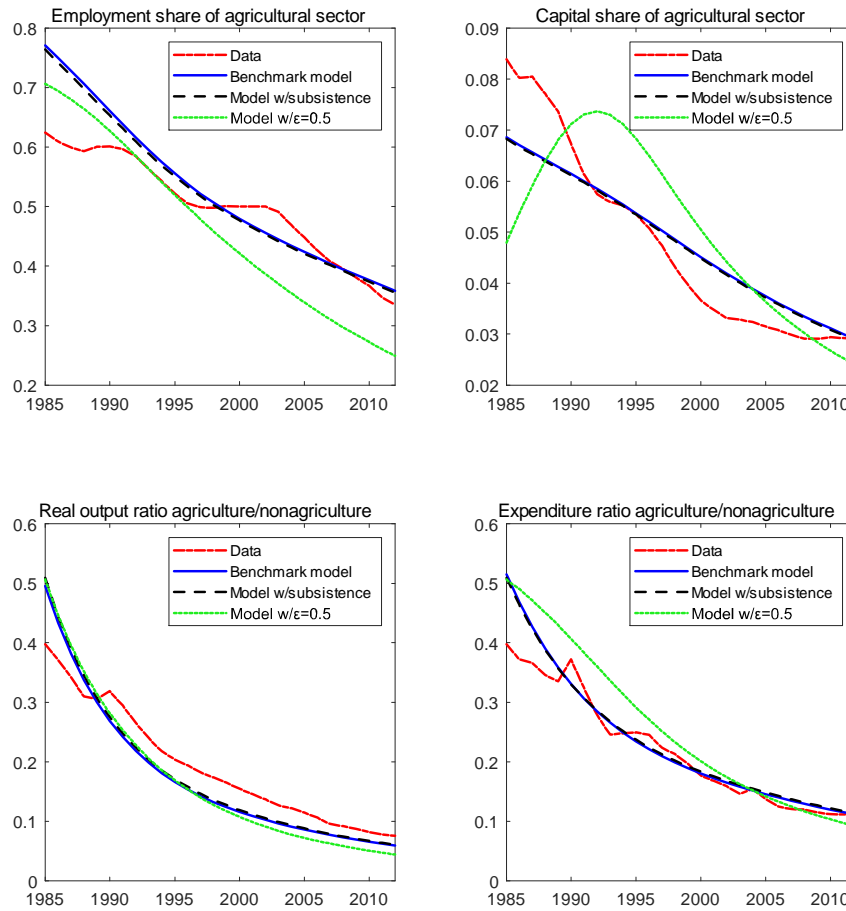 Employment share of agricultural sector
0.8
0.7
0.6
0.5
0.4
0.3
0.2
1985 1990 1995 2000 2005 2010
Data
Benchmark model
Model w/subsistence
Model w/ε=0.5
Capital share of agricultural sector
0.09
0.08
0.07
0.06
0.05
0.04
0.03
0.02
1985 1990 1995 2000 2005 2010
Data
Benchmark model
Model w/subsistence
Model w/ε=0.5
Real output ratio agriculture/nonagriculture
0.6
0.5
0.4
0.3
0.2
0.1
0
1985 1990 1995 2000 2005 2010
Data
Benchmark model
Model w/subsistence
Model w/ε=0.5
Expenditure ratio agriculture/nonagriculture
0.6
0.5
0.4
0.3
0.2
0.1
0
1985 1990 1995 2000 2005 2010
Data
Benchmark model
Model w/subsistence
Model w/ε=0.5